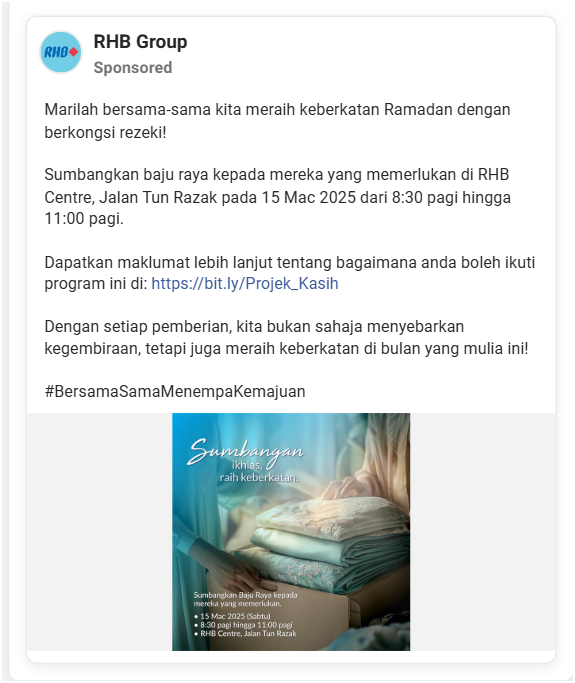 RHB
RHB Group
Sponsored
Marilah bersama-sama kita meraih keberkatan Ramadan dengan
berkongsi rezeki!
Sumbangkan baju raya kepada mereka yang memerlukan di RHB
Centre, Jalan Tun Razak pada 15 Mac 2025 dari 8:30 pagi hingga
11:00 pagi.
Dapatkan maklumat lebih lanjut tentang bagaimana anda boleh ikuti
program ini di: https://bit.ly/Projek_Kasih
Dengan setiap pemberian, kita bukan sahaja menyebarkan
kegembiraan, tetapi juga meraih keberkatan di bulan yang mulia ini!
#BersamaSamaMenempaKemajuan
Sumbangan
ikhlas,
raih keberkatan.
Sumbangkan Baju Raya kepada
mereka yang memerlukan.
• 15 Mac 2025 (Sabtu)
• 8:30 pagi hingga 11:00 pagi
• RHB Centre, Jalan Tun Razak